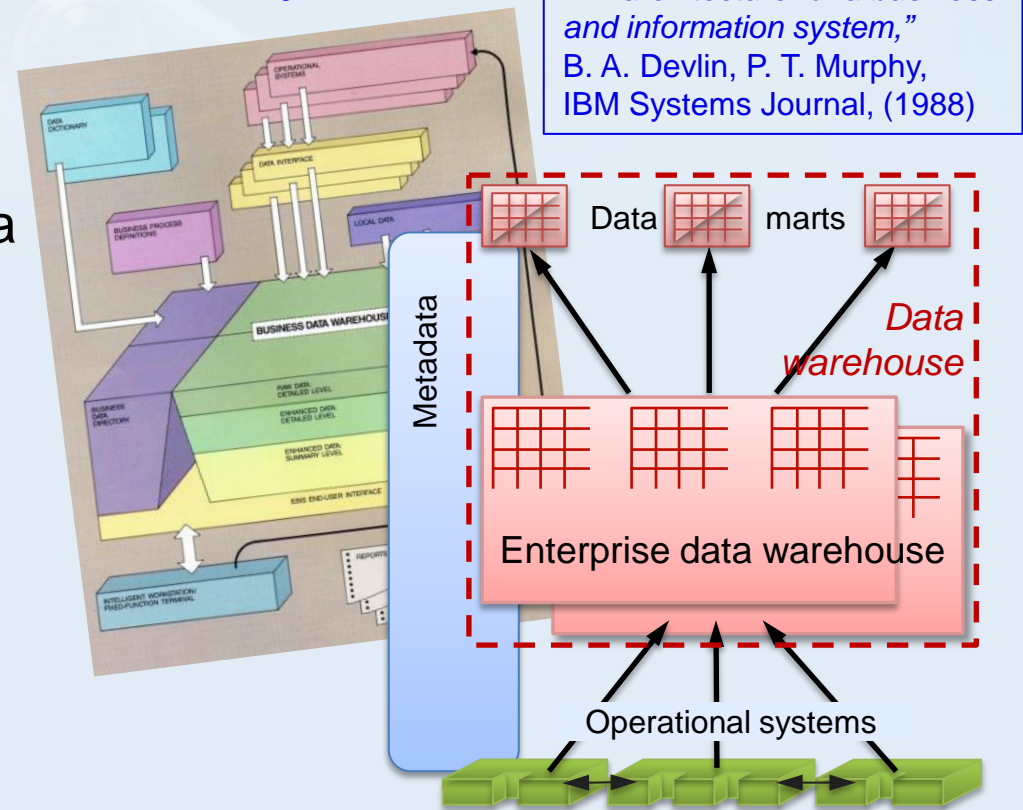 and information system,”
B. A. Devlin, P. T. Murphy,
IBM Systems Journal, (1988)
a
OPERATIONAL
SYSTEMS
DATA
DICTIONARY
DATA INTERFACE
BUSINESS PROCESS
DEFINITIONS
LOCAL DATA
BUSINESS DATA WAREHOUS
RAW DATA:
DETAILED LEVEL
BUSINESS
DATA
DIRECTORY
ENHANCED DATA:
DETAILED LEVEL
ENHANCED DATA:
SUMMARY LEVEL
EBIS END-USER INTERFACE
REPORTS
INTELLIGENT WORKSTATION/
FIXED-FUNCTION TERMINAL
Metadata
Data marts
Data
warehouse
Enterprise data warehouse
Operational systems